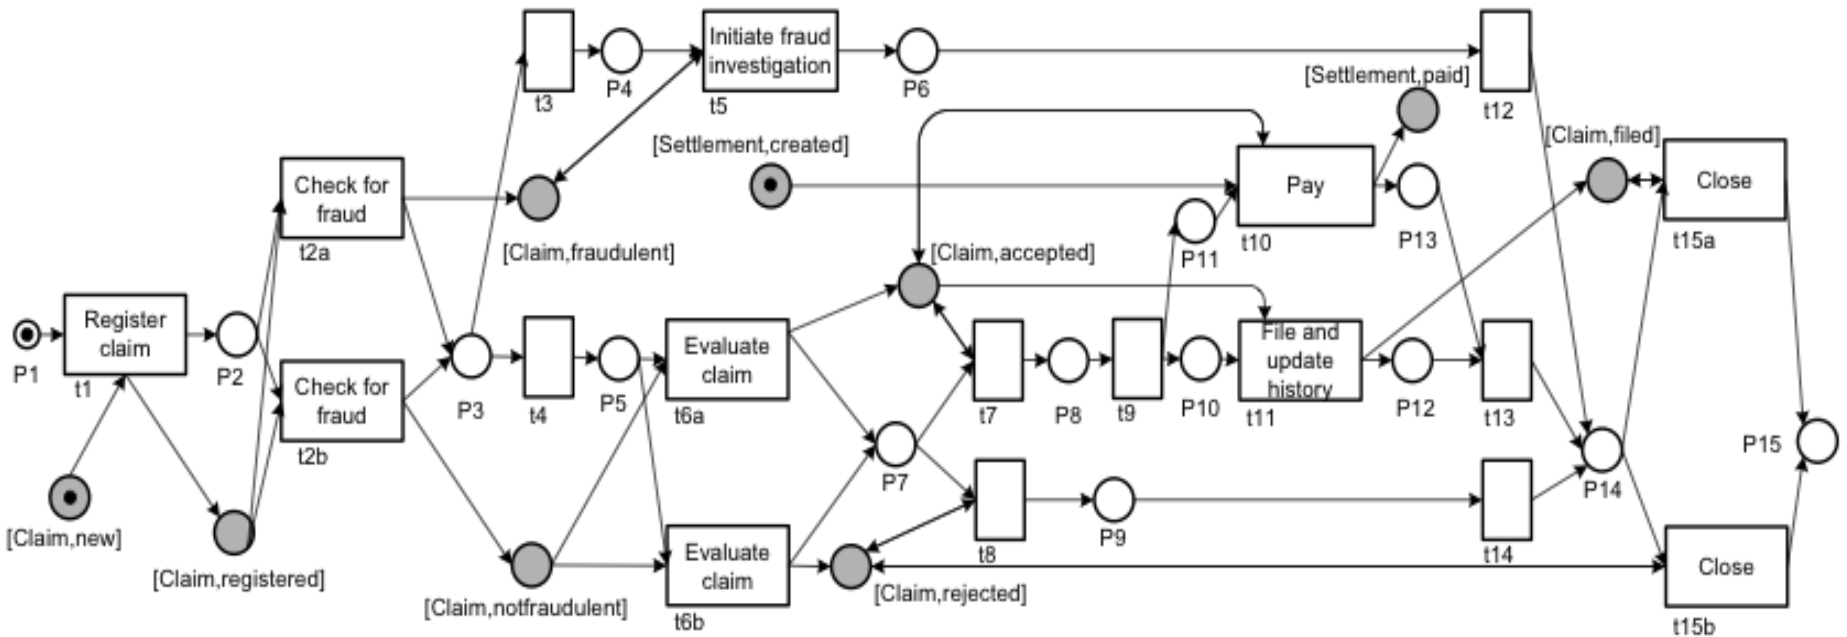 Initiate fraud
investigation
t3
P4
t5
P6
[Settlement,paid]
t12
[Claim,filed]
[Settlement,created]
Check for
fraud
t2a
[Claim,fraudulent]
Pay
t10
P11
P13
Close
t15a
[Claim,accepted]
Register
claim
P1
t1
P2
Check for
fraud
t2b
P3
t4
P5
Evaluate
claim
t6a
t7
P8
t9
P10
File and
update
history
t11
P12
t13
P7
P14
P15
[Claim,new]
[Claim,registered]
[Claim,notfraudulent]
Evaluate
claim
t6b
[Claim,rejected]
t8
P9
t14
Close
t15b